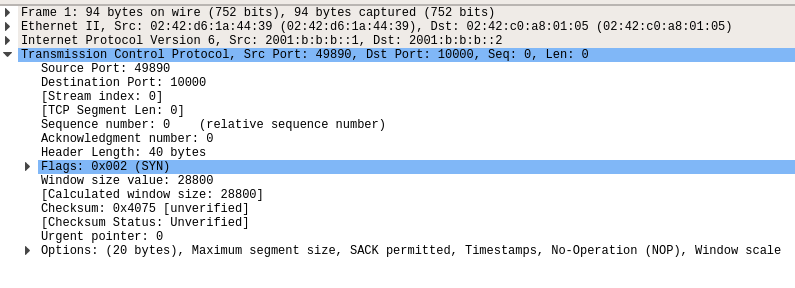 Frame 1: 94 bytes on wire (752 bits), 94 bytes captured (752 bits)
Ethernet II, Src: 02:42:d6:1a:44:39 (02:42:d6:1a:44:39), Dst: 02:42:c0:a8:01:05 (02:42:c0:a8:01:05)
Internet Protocol Version 6, Src: 2001:b:b:b::1, Dst: 2001:b:b:b::2
Transmission Control Protocol, Src Port: 49890, Dst Port: 10000, Seq: 0, Len: 0
Source Port: 49890
Destination Port: 10000
[Stream index: 0]
[TCP Segment Len: 0]
Sequence number: 0    (relative sequence number)
Acknowledgment number: 0
Header Length: 40 bytes
Flags: 0x002 (SYN)
Window size value: 28800
[Calculated window size: 28800]
Checksum: 0x4075 [unverified]
[Checksum Status: Unverified]
Urgent pointer: 0
Options: (20 bytes), Maximum segment size, SACK permitted, Timestamps, No-Operation (NOP), Window scale